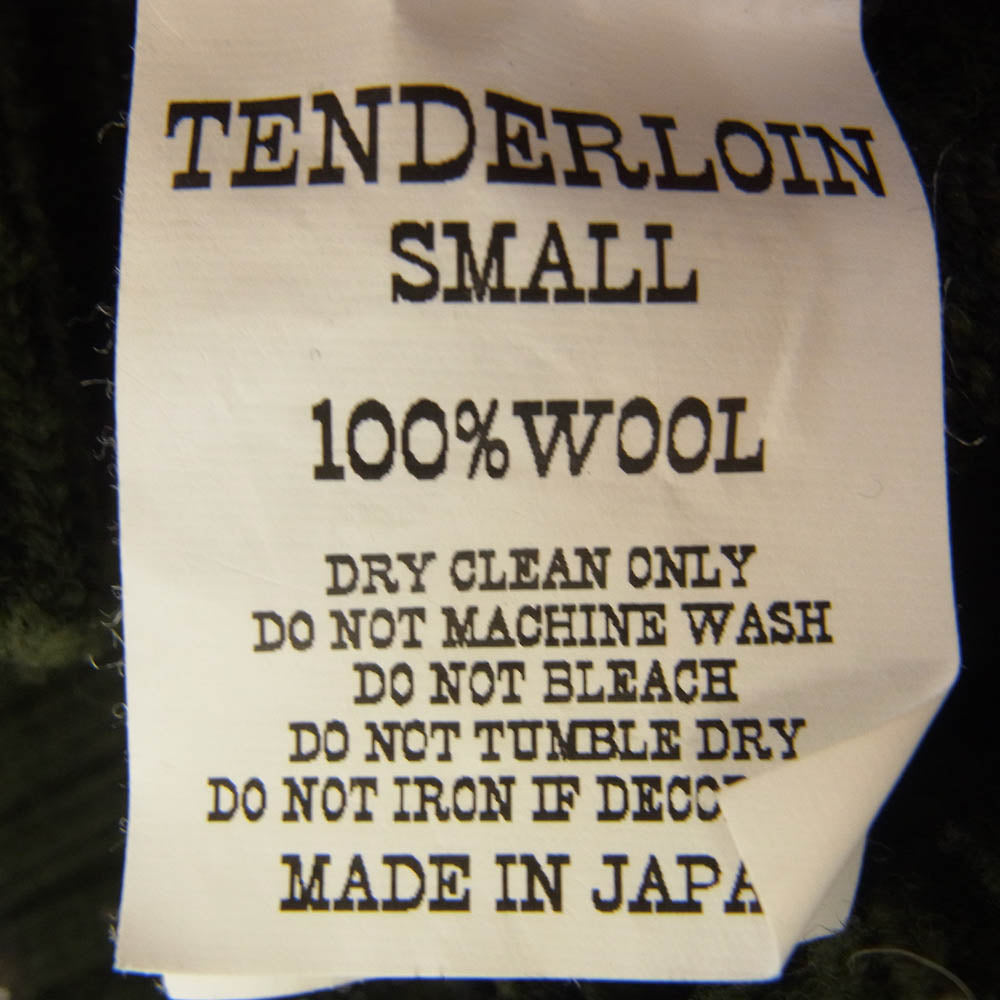 TENDERLOIN
SMALL
100% WOOL
DRY CLEAN ONLY
DO NOT MACHINE WASH
DO NOT BLEACH
DO NOT TUMBLE DRY
DO NOT IRON IF
MADE IN